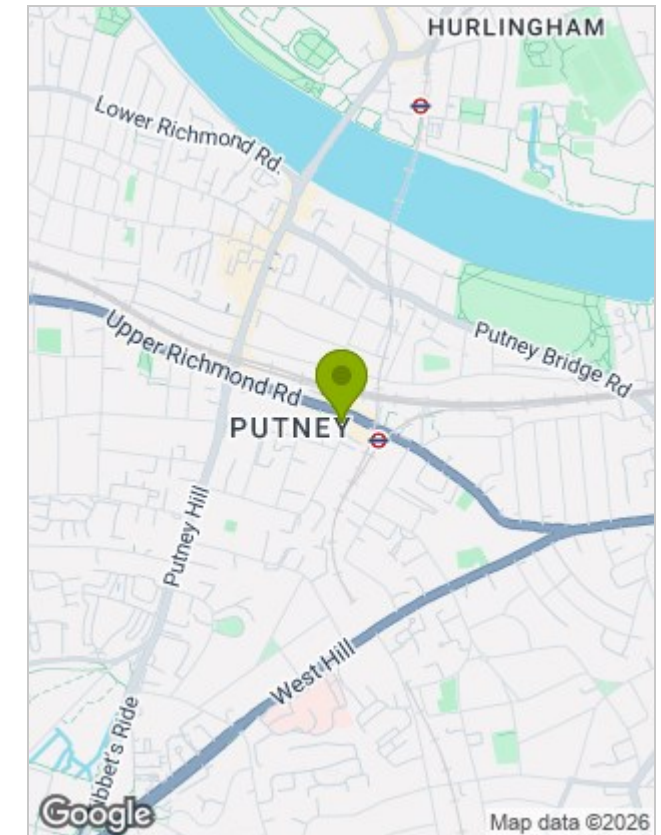 HURLINGHAM
Lower Richmond Rd.
Putney Bridge Rd
Upper Richmond Rd
PUTNEY
Putney Hill
West Hill
ibbet's Ride
Google
Map data ©2026